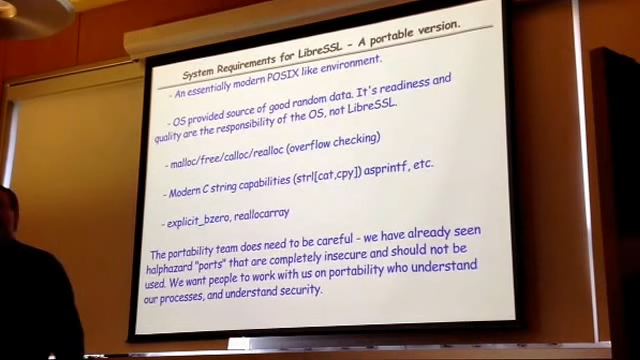 System Requirements for LibreSSL - A portable version.
- An essentially modern POSIX like environment.
- OS provided source of good random data. It's readiness and
quality are the responsibility of the OS, not LibreSSL.
- malloc/free/calloc/realloc (overflow checking)
- Modern C string capabilities (strl[cat,cpy]) asprintf, etc.
- explicit_bzero, reallocarray
The portability team does need to be careful - we have already seen
halphazard "ports" that are completely insecure and should not be
used. We want people to work with us on portability who understand
our processes, and understand security.